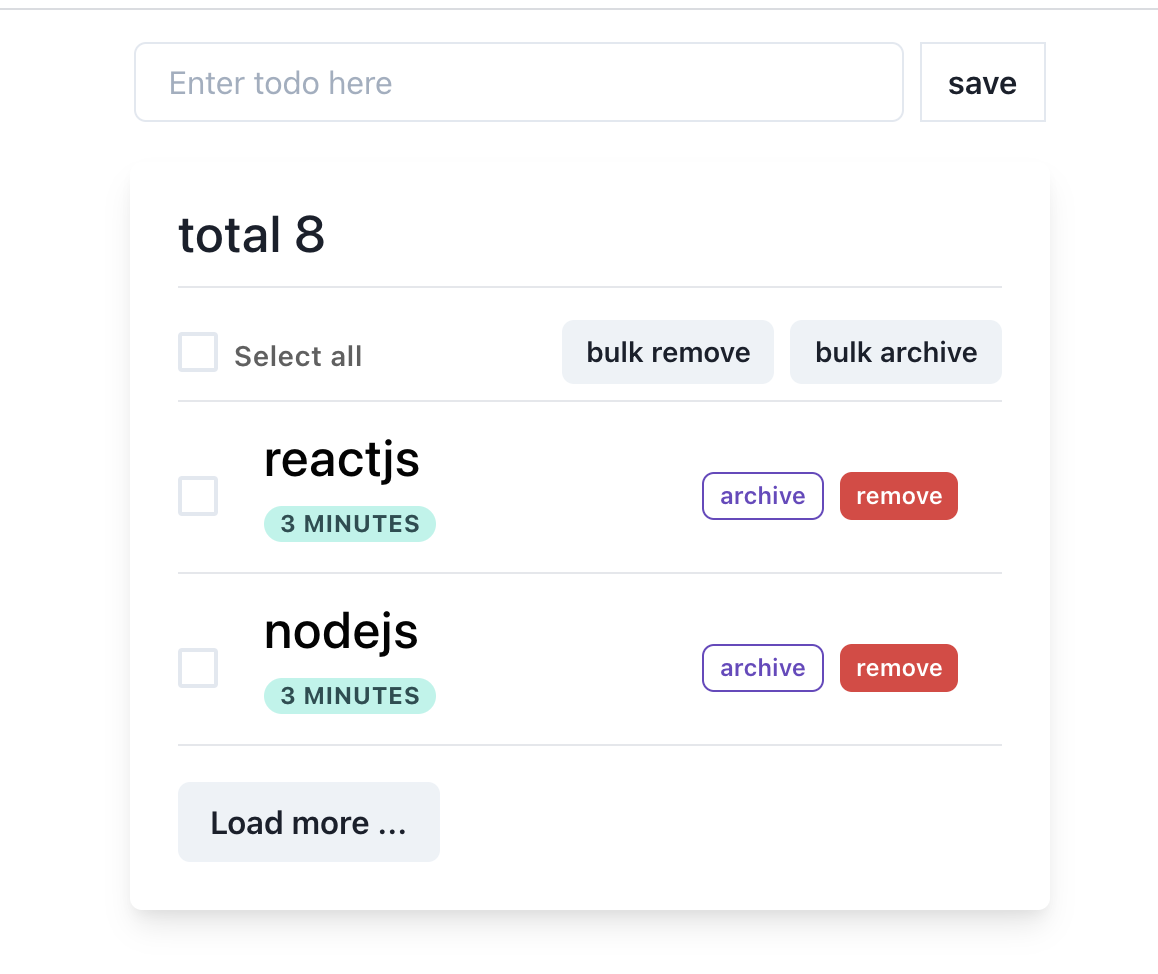 Enter todo here
save
total 8
Select all
bulk remove
bulk archive
reactjs
3 MINUTES
archive
remove
nodejs
3 MINUTES
archive
remove
Load more ...